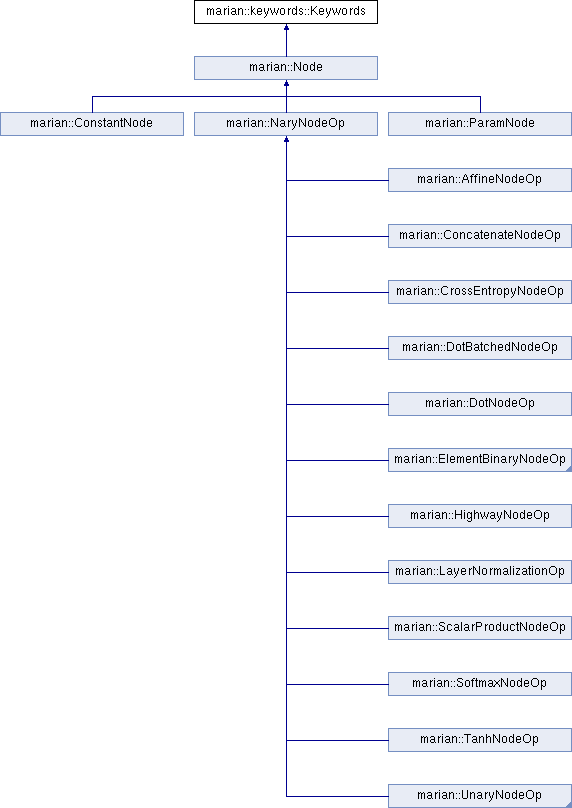 marian::keywords::Keywords
marian::Node
marian::ConstantNode
marian::NaryNodeOp
marian::ParamNode
marian::AffineNodeOp
marian::ConcatenateNodeOp
marian::CrossEntropyNodeOp
marian::DotBatchedNodeOp
marian::DotNodeOp
marian::ElementBinaryNodeOp
marian::HighwayNodeOp
marian::LayerNormalizationOp
marian::ScalarProductNodeOp
marian::SoftmaxNodeOp
marian::TanhNodeOp
marian::UnaryNodeOp